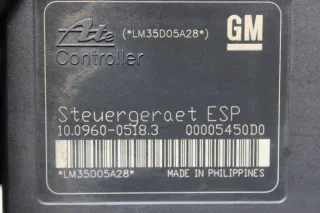 Ate (*LM35D05A28*) GM
Controller
Steuergeraet ESP
10.0960-0518.3 00005450D0
*LM35D05A28* MADE IN PHILIPPINES